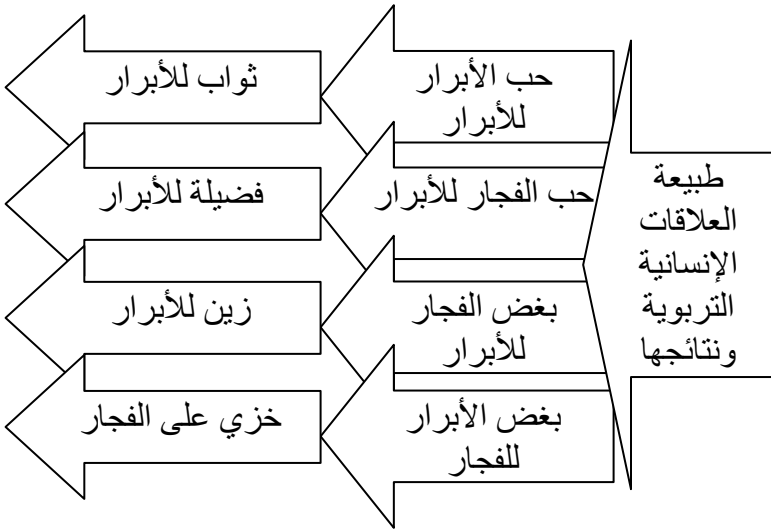 طبيعة
العلاقات
الإنسانية
التربوية
ونتائجها
حب الأبرار
للأبرار
ثواب للأبرار
حب الفجار للأبرار
فضيلة للأبرار
بغض الفجار
للأبرار
زين للأبرار
بغض الأبرار
للفجار
خزي على الفجار